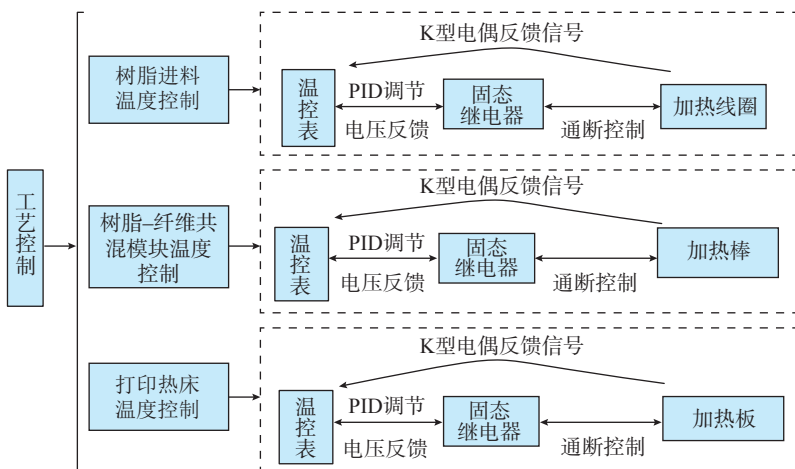 工艺控制
树脂进料
温度控制
K型电偶反馈信号
温控表
PID调节
电压反馈
固态
继电器
通断控制
加热线圈
树脂–纤维共
混模块温度
控制
K型电偶反馈信号
温控表
PID调节
电压反馈
固态
继电器
通断控制
加热棒
打印热床
温度控制
K型电偶反馈信号
温控表
PID调节
电压反馈
固态
继电器
通断控制
加热板